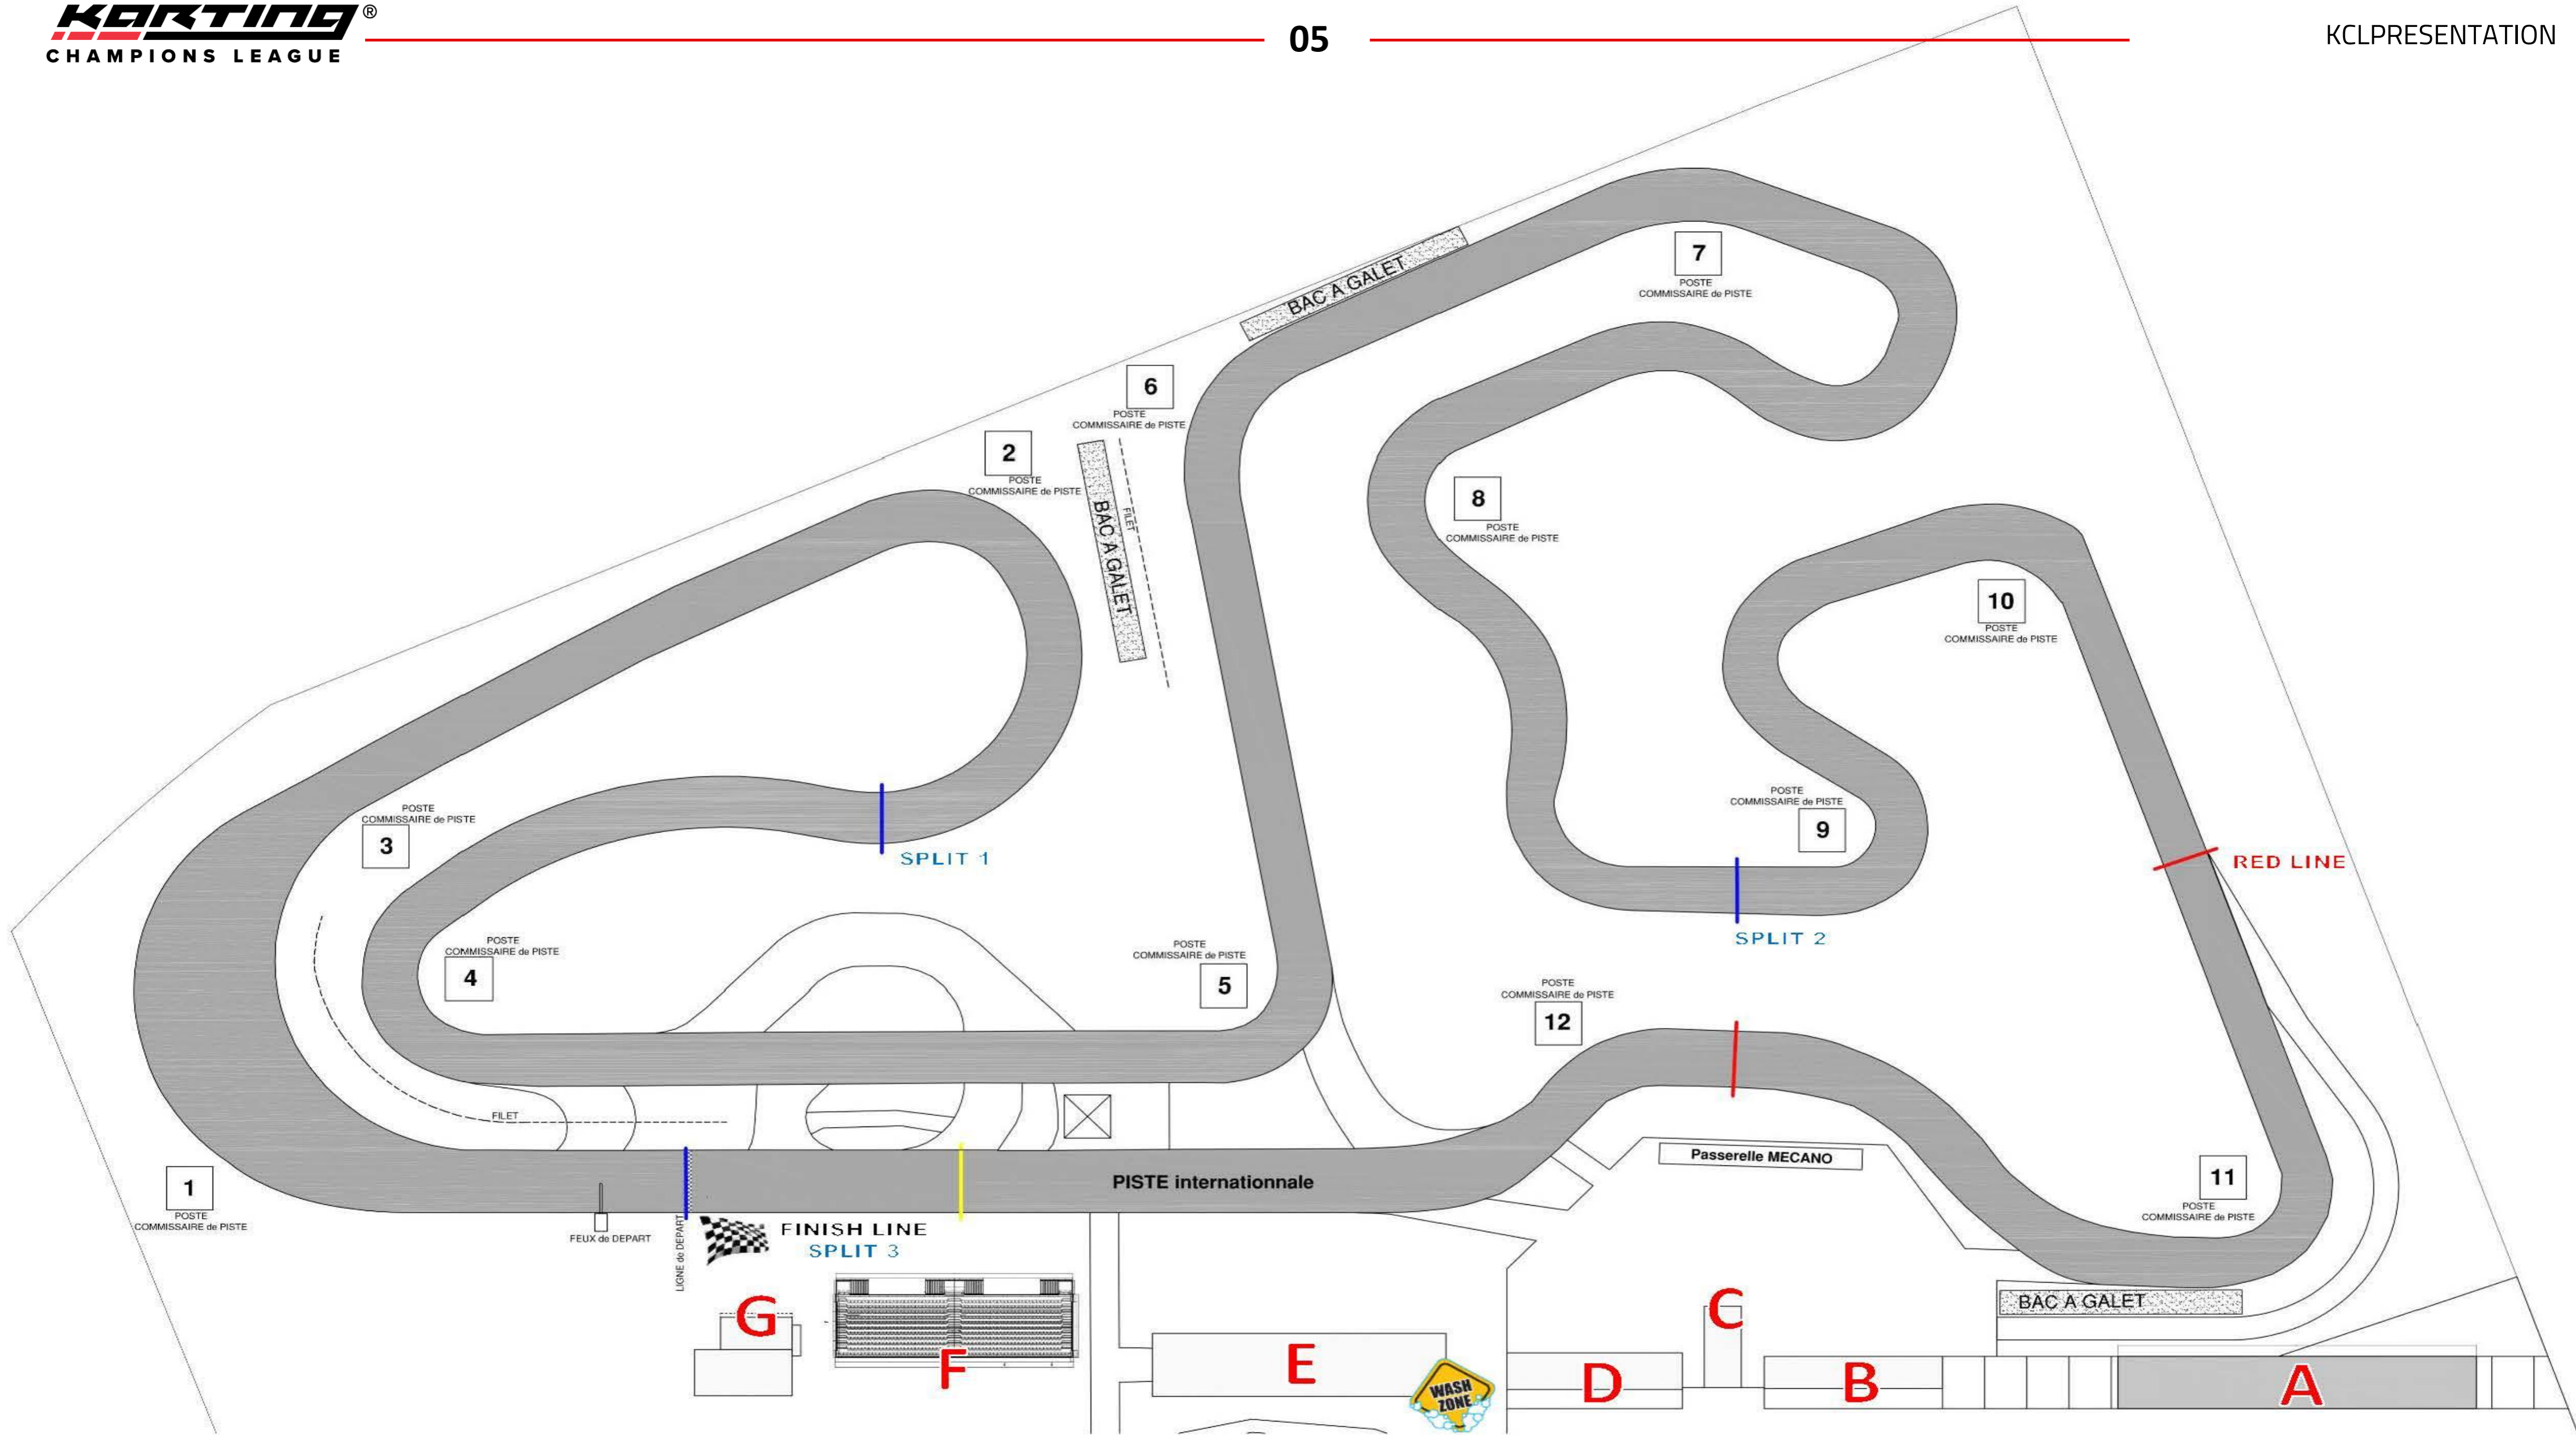 KARTING®
CHAMPIONS LEAGUE
05
KCLPRESENTATION
7
POSTE
COMMISSAIRE de PISTE
BAC A GALET
6
POSTE
COMMISSAIRE de PISTE
2
POSTE
COMMISSAIRE de PISTE
BAC A GALET
FILET
8
POSTE
COMMISSAIRE de PISTE
10
POSTE
COMMISSAIRE de PISTE
POSTE
COMMISSAIRE de PISTE
3
SPLIT 1
POSTE
COMMISSAIRE de PISTE
9
RED LINE
SPLIT 2
POSTE
COMMISSAIRE de PISTE
4
POSTE
COMMISSAIRE de PISTE
5
POSTE
COMMISSAIRE de PISTE
12
FILET
Passerelle MECANO
PISTE internationnale
1
POSTE
COMMISSAIRE de PISTE
11
POSTE
COMMISSAIRE de PISTE
FEUX de DEPART
LIGNE de DEPART
FINISH LINE
SPLIT 3
BAC A GALET
G
F
E
WASH
ZONE
D
C
B
A